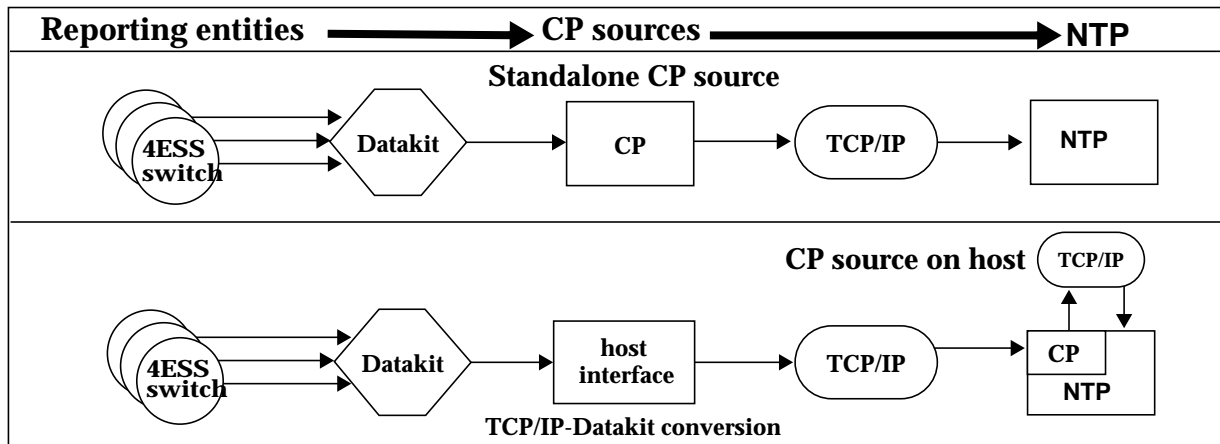 Reporting entities CP sources NTP
Standalone CP source
4ESS
switch
Datakit
CP
TCP/IP
NTP
CP source on host
TCP/IP
4ESS
switch
Datakit
host
interface
TCP/IP
CP
NTP
TCP/IP-Datakit conversion